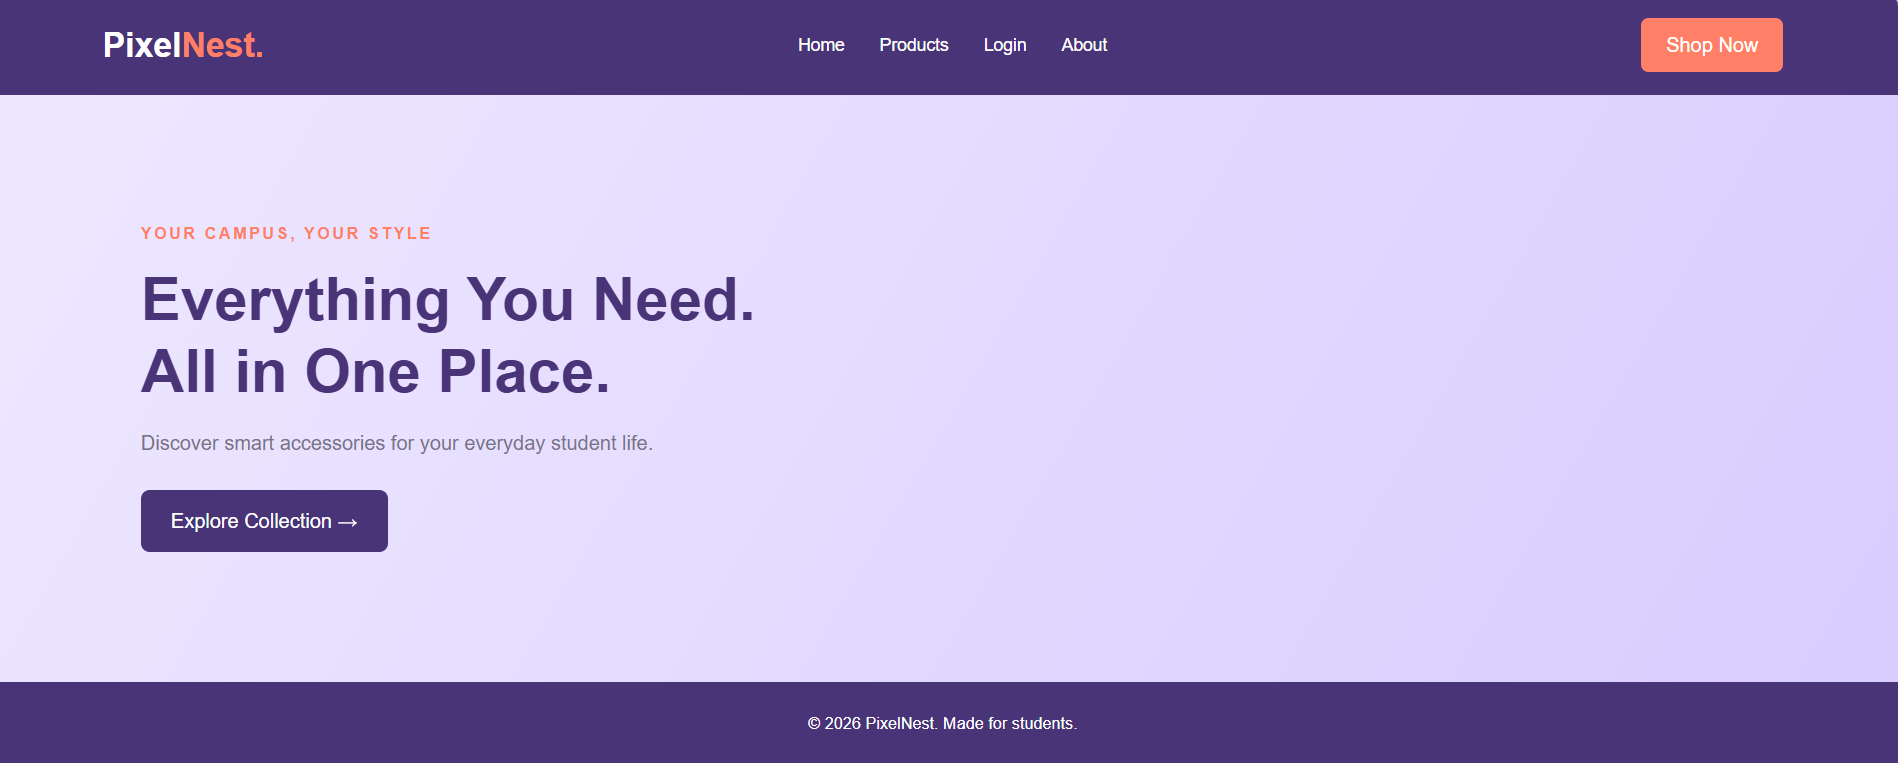 PixelNest.
Home Products Login About
Shop Now
YOUR CAMPUS, YOUR STYLE
Everything You Need.
All in One Place.
Discover smart accessories for your everyday student life.
Explore Collection →
© 2026 PixelNest. Made for students.